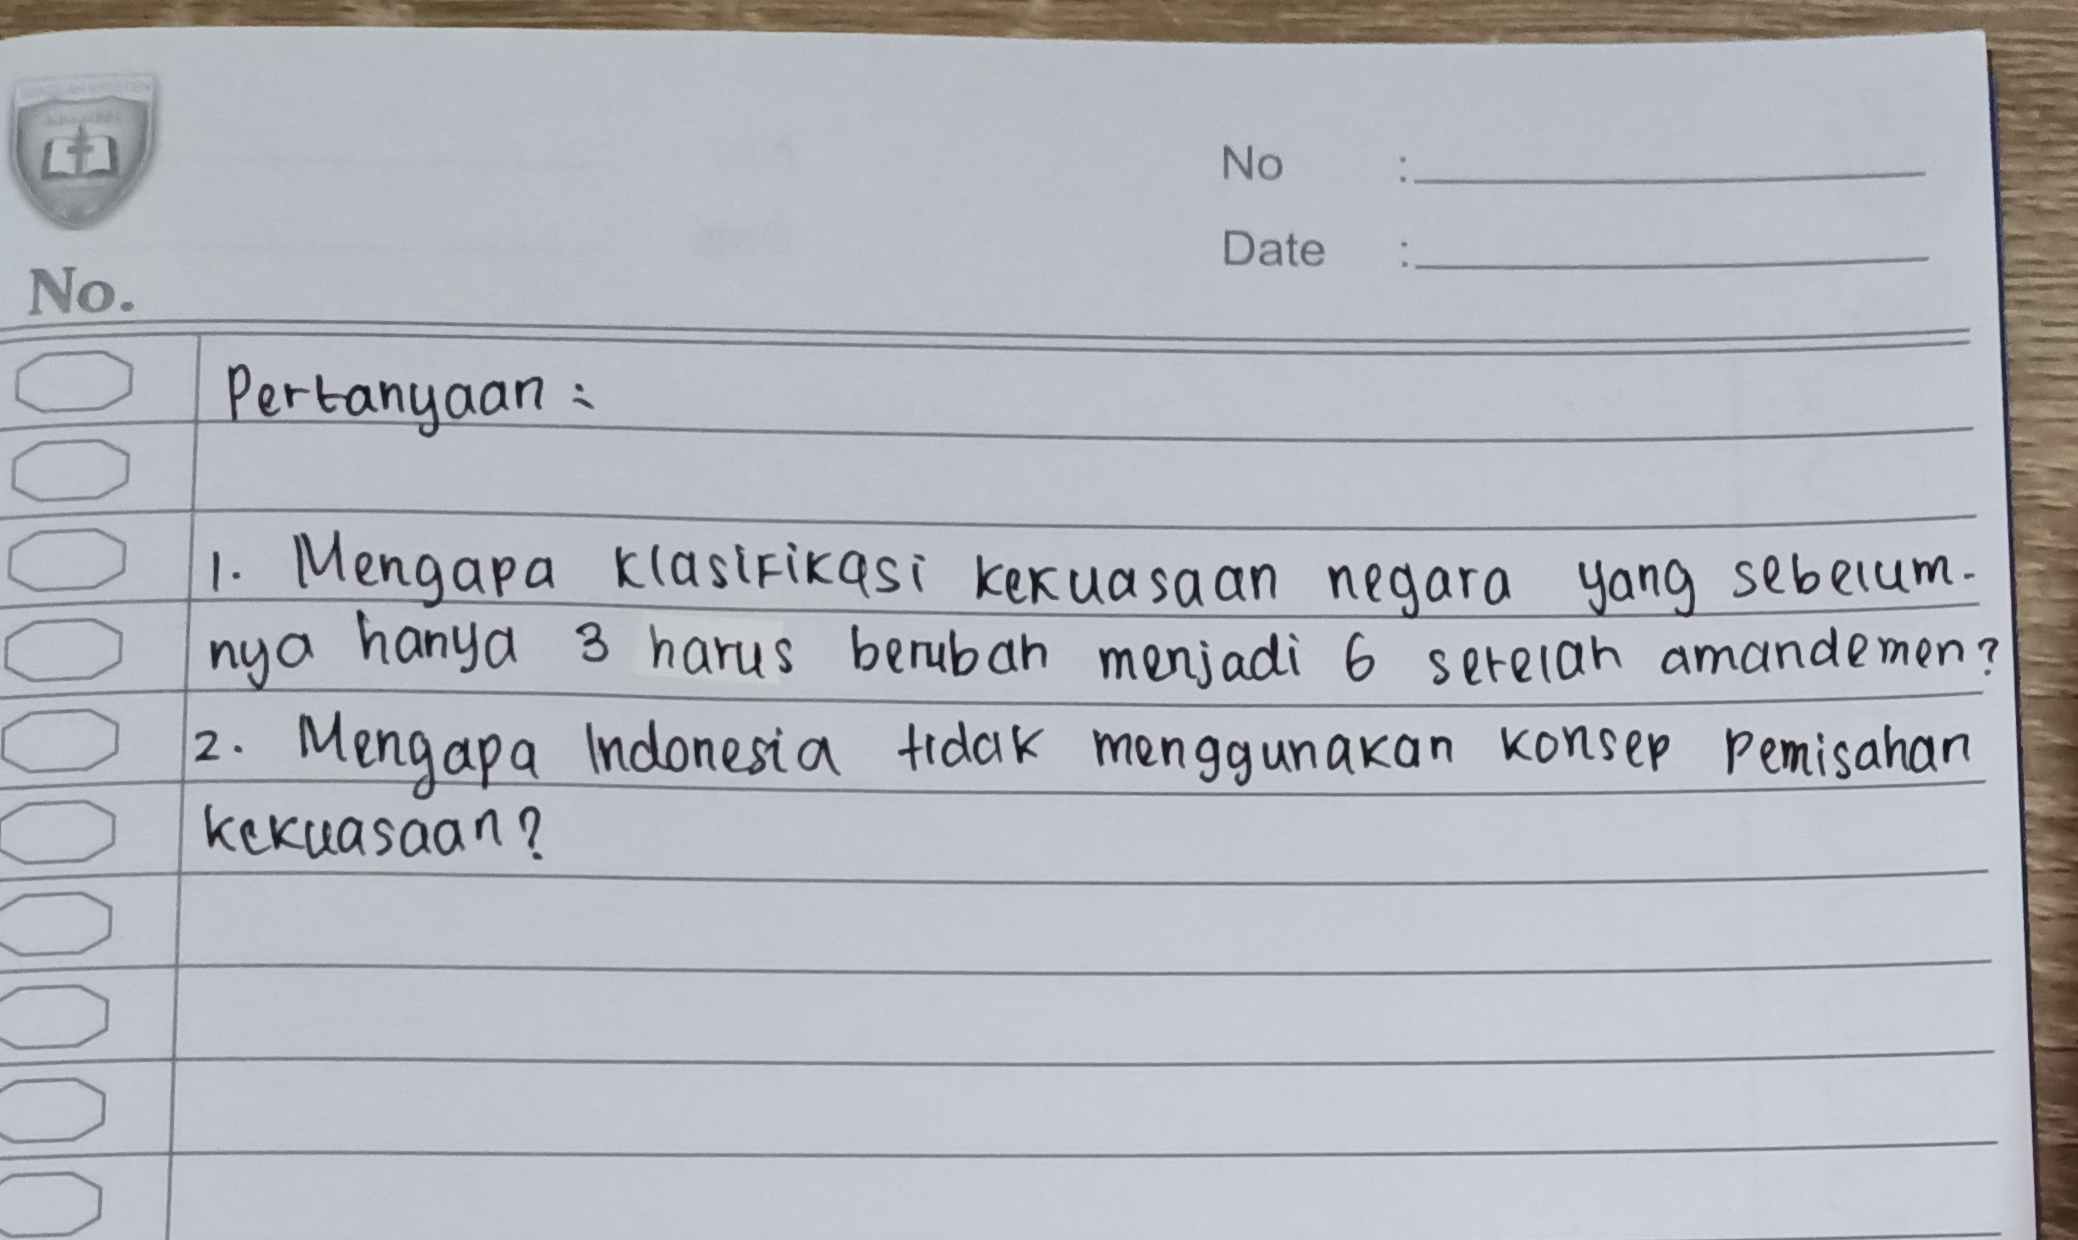 No :
Date :
No.
Pertanyaan :
1. Mengapa klasifikasi kekuasaan negara yang sebelum-
nya hanya 3 harus berubah menjadi 6 setelah amandemen?
2. Mengapa Indonesia tidak menggunakan konsep pemisahan
kekuasaan?